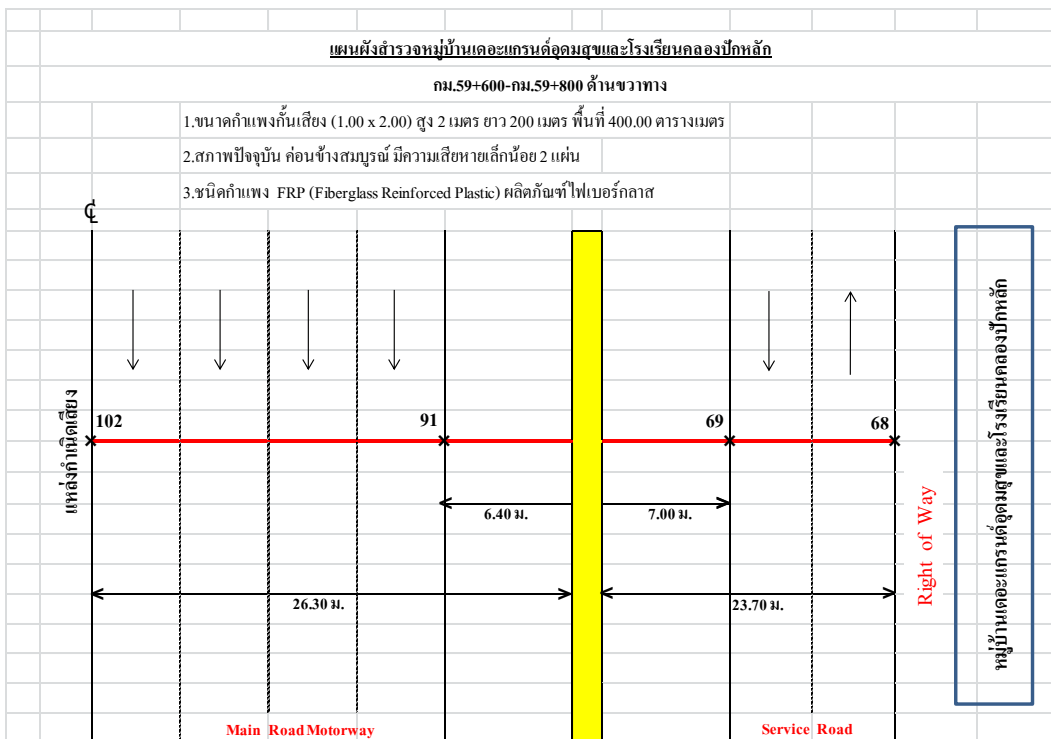 แผนผังสำรวจหมู่บ้านเดอะแกรนด์อุดมสุขและโรงเรียนคลองปักหลัก
กม.59+600-กม.59+800 ด้านขวาทาง
1.ขนาดกำแพงกั้นเสียง (1.00 x 2.00) สูง 2 เมตร ยาว 200 เมตร พื้นที่ 400.00 ตารางเมตร
2.สภาพปัจจุบัน ค่อนข้างสมบูรณ์ มีความเสียหายเล็กน้อย 2 แผ่น
3.ชนิดกำแพง FRP (Fiberglass Reinforced Plastic) ผลิตภัณฑ์ไฟเบอร์กลาส
℄
แหล่งกำเนิดเสียง
102
91
69
68
6.40 ม.
7.00 ม.
26.30 ม.
23.70 ม.
Right of Way
หมู่บ้านเดอะแกรนด์อุดมสุขและโรงเรียนคลองปักหลัก
Main Road Motorway
Service Road